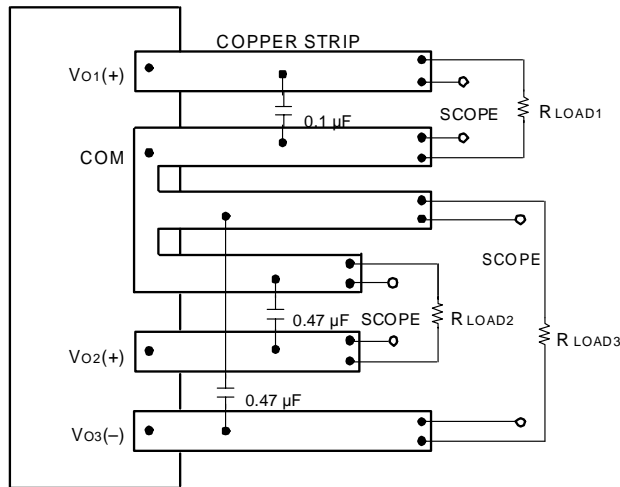 COPPER STRIP
VO1(+)
0.1 µF
SCOPE
RLOAD1
COM
SCOPE
0.47 µF
SCOPE
RLOAD2
RLOAD3
VO2(+)
0.47 µF
VO3(–)